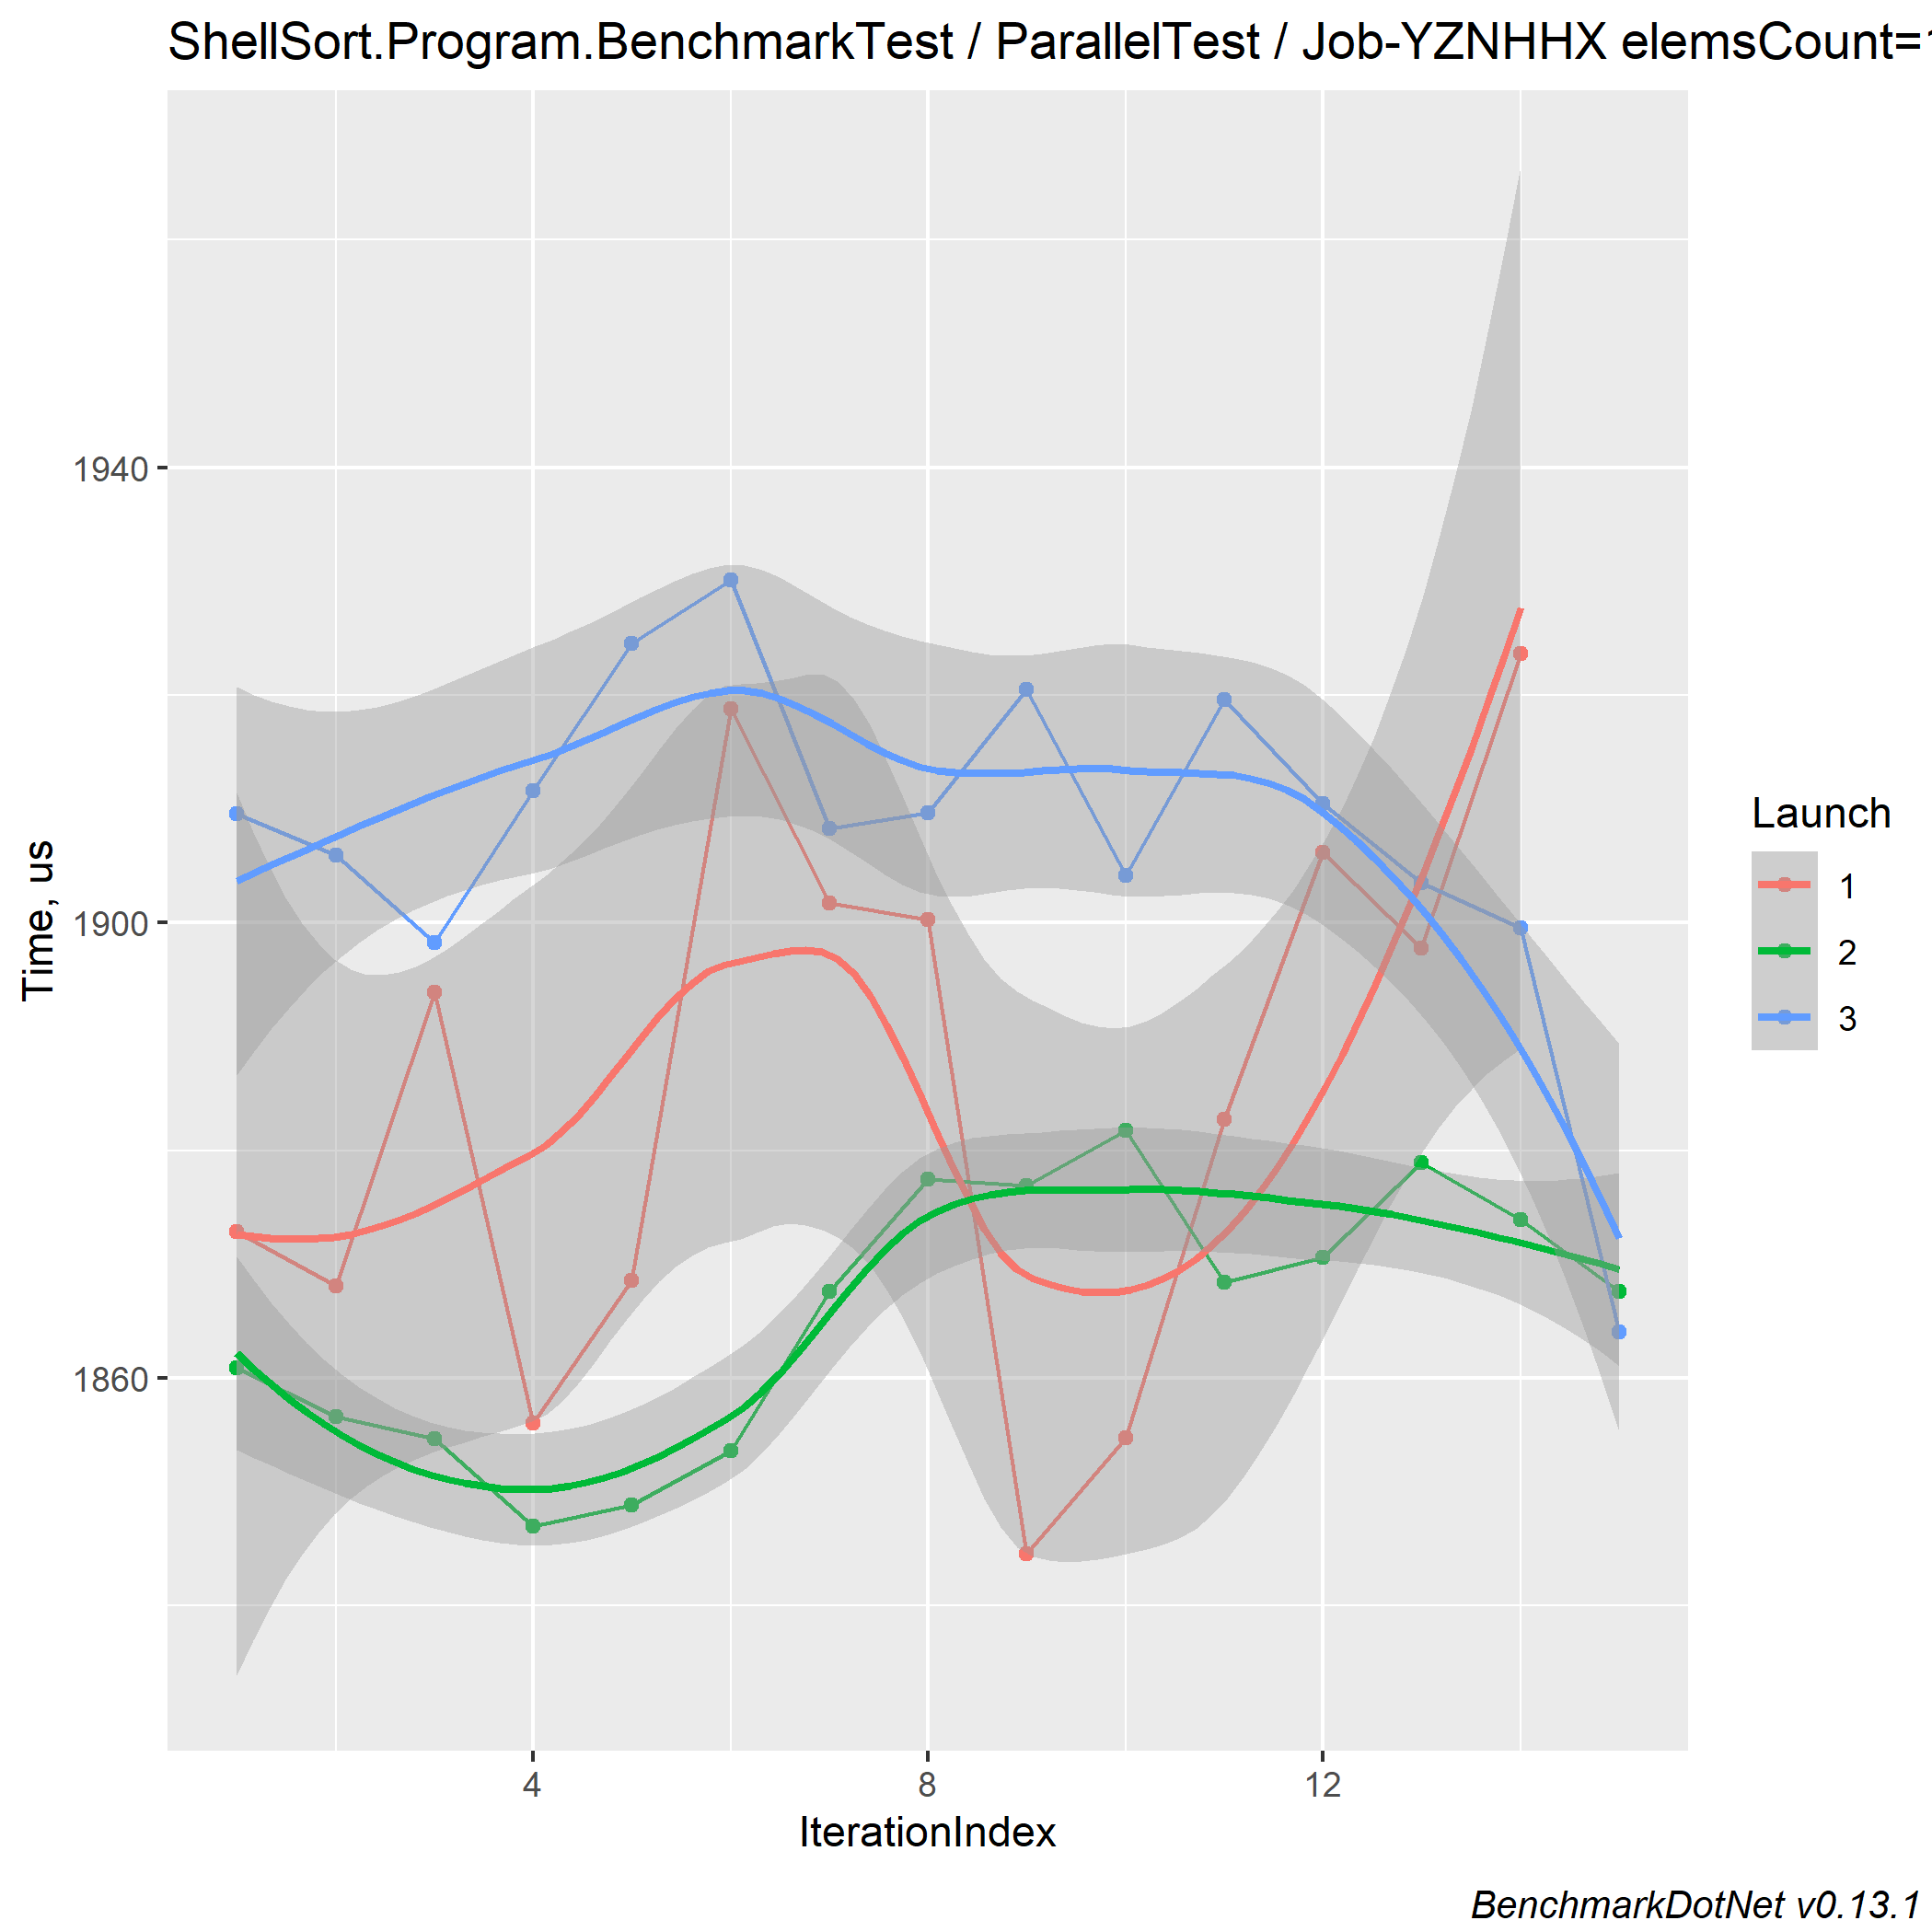 ShellSort.Program.BenchmarkTest / ParallelTest / Job-YZNHHX elemsCount=
Time, us
1940
1900
1860
4 8 12
IterationIndex
Launch
1
2
3
BenchmarkDotNet v0.13.1